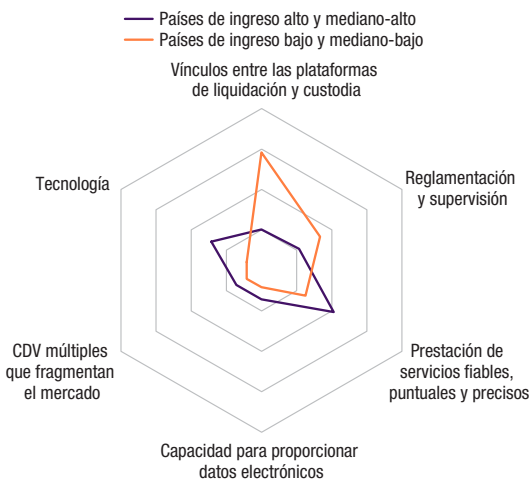 Países de ingreso alto y mediano-alto
Países de ingreso bajo y mediano-bajo
Vínculos entre las plataformas
de liquidación y custodia
Tecnología
Reglamentación
y supervisión
CDV múltiples
que fragmentan
el mercado
Prestación de
servicios fiables,
puntuales y precisos
Capacidad para proporcionar
datos electrónicos